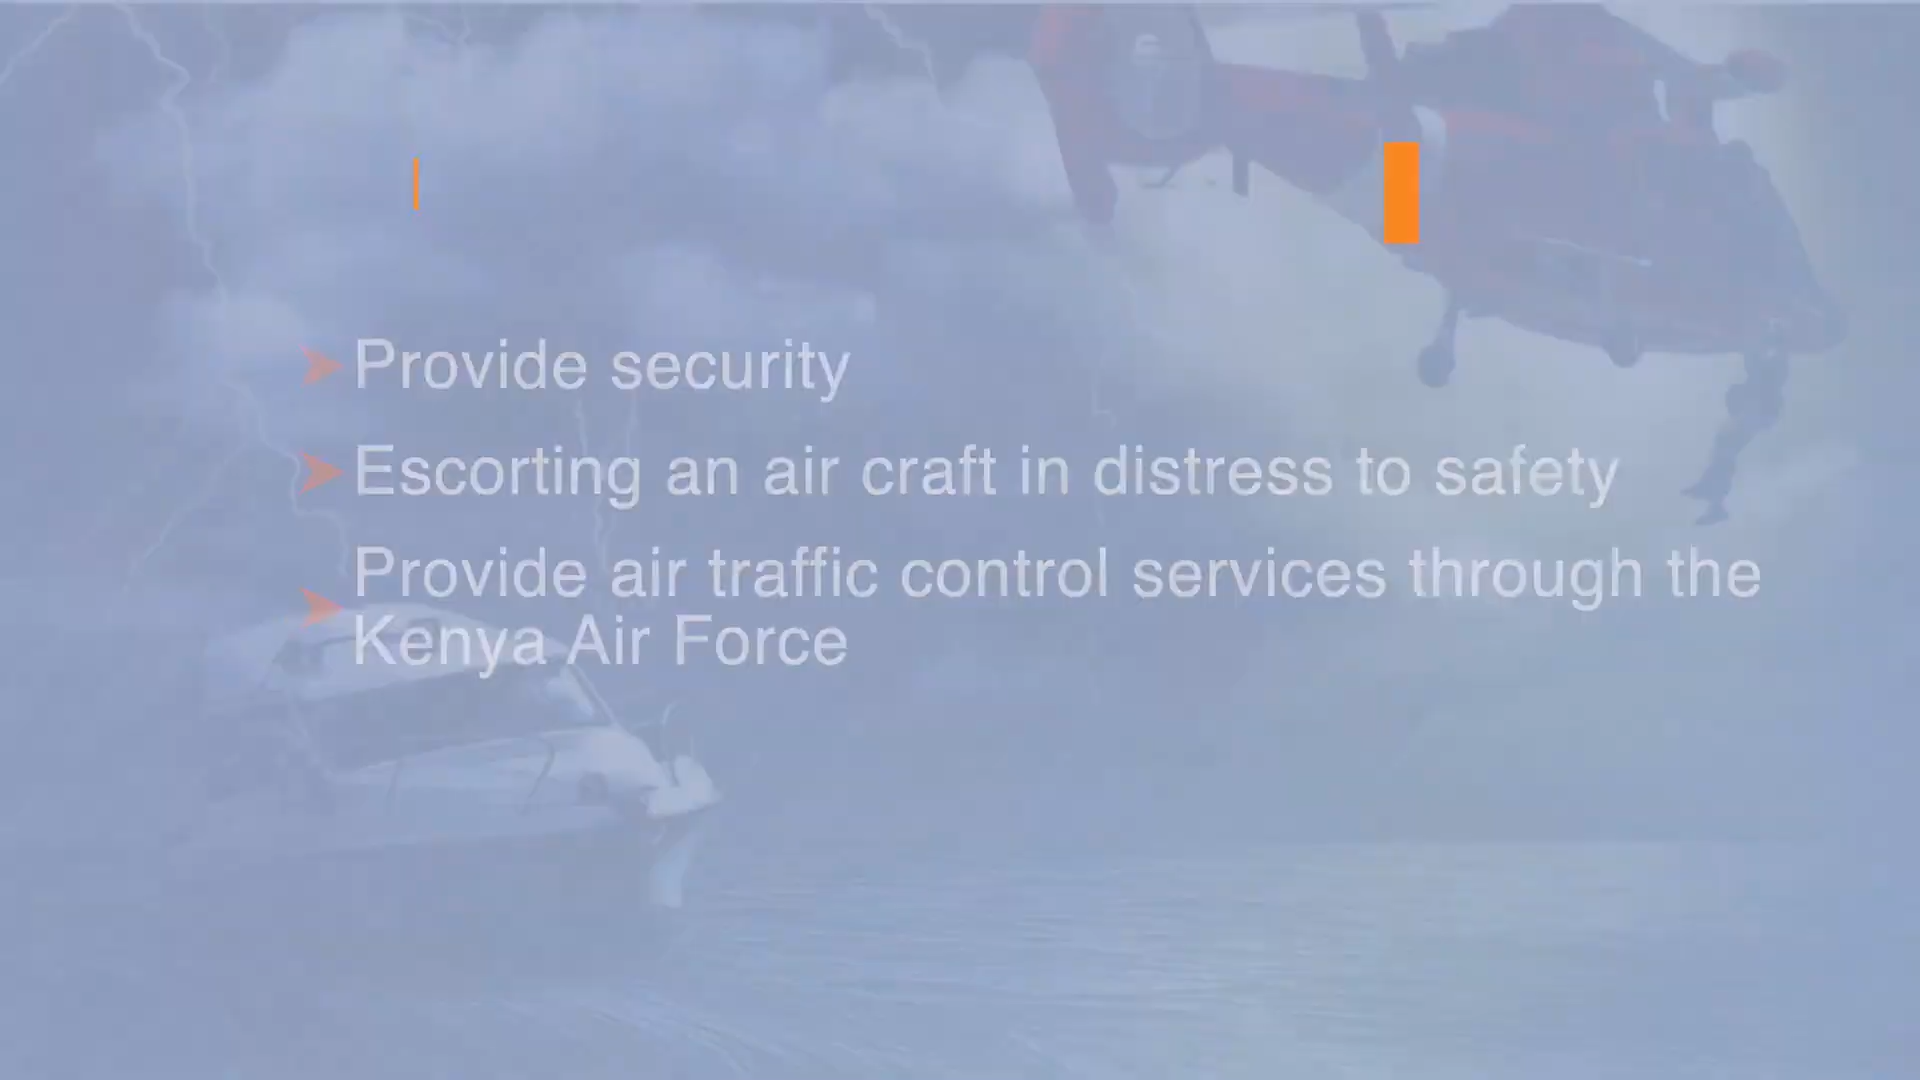 Provide security
Escorting an air craft in distress to safety
Provide air traffic control services through the
Kenya Air Force